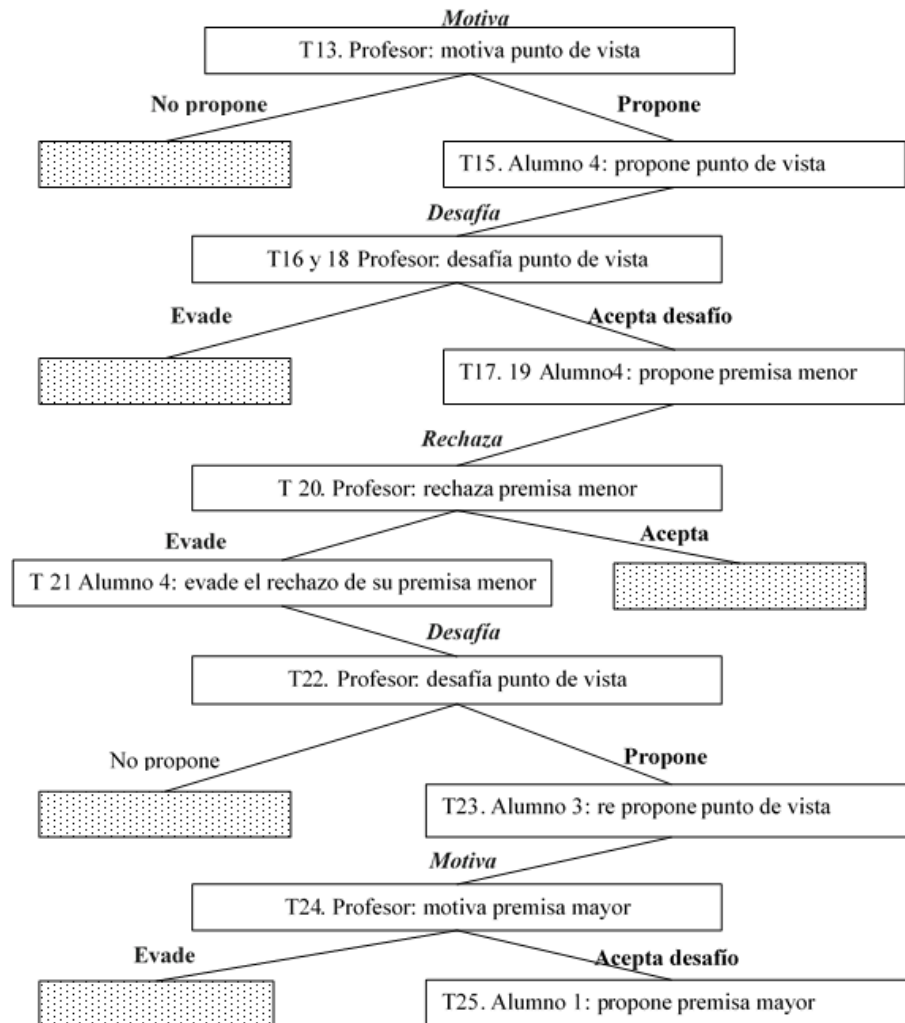 Motiva
T13. Profesor: motiva punto de vista
No propone
Propone
T15. Alumno 4: propone punto de vista
Desafía
T16 y 18 Profesor: desafía punto de vista
Evade
Acepta desafío
T17. 19 Alumno4: propone premisa menor
Rechaza
T 20. Profesor: rechaza premisa menor
Evade
Acepta
T 21 Alumno 4: evade el rechazo de su premisa menor
Desafía
T22. Profesor: desafía punto de vista
No propone
Propone
T23. Alumno 3: re propone punto de vista
Motiva
T24. Profesor: motiva premisa mayor
Evade
Acepta desafío
T25. Alumno 1: propone premisa mayor